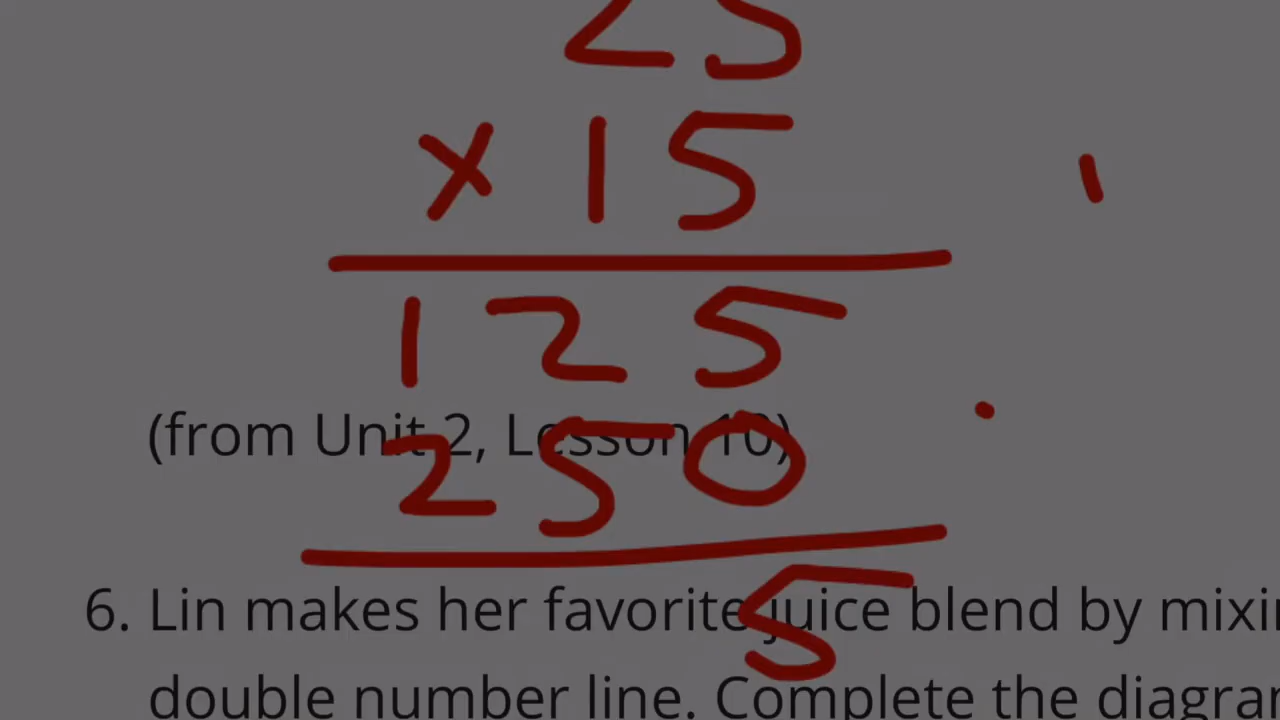 25
x 15
125
(from Unit 2, Lesson 10)
250
5
6. Lin makes her favorite juice blend by mixi
double number line. Complete the diagra